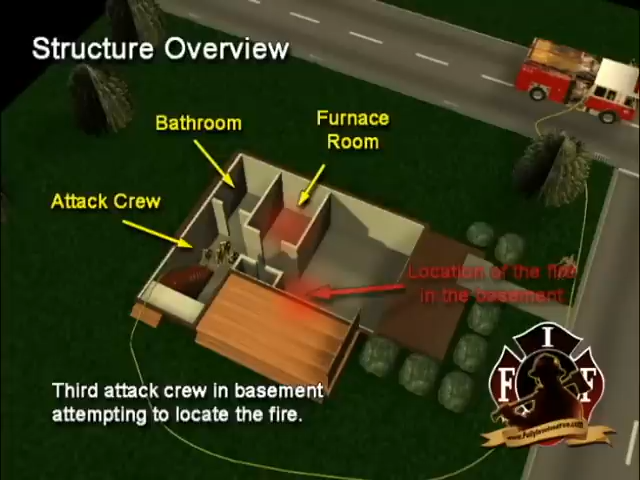 Structure Overview
Bathroom
Furnace
Room
Attack Crew
Location of the fire
in the basement
Third attack crew in basement
attempting to locate the fire.
I
F F